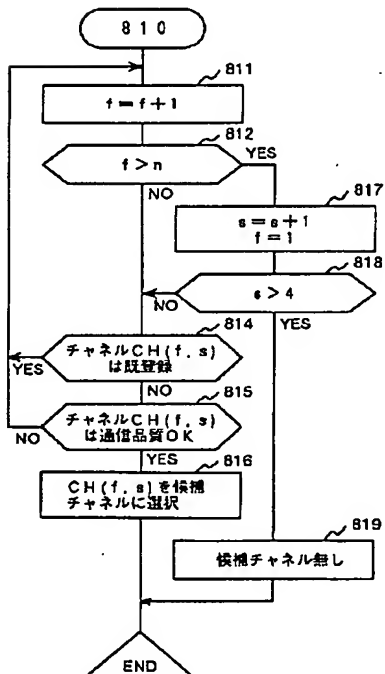 810
811
f=f+1
812
f>n
YES
NO
817
s=s+1
f=1
818
s>4
NO
YES
814
チャネルCH(f,s)
は既登録
YES
NO
815
チャネルCH(f,s)
は通信品質OK
NO
YES
816
CH(f,s)を候補
チャネルに選択
819
候補チャネル無し
END